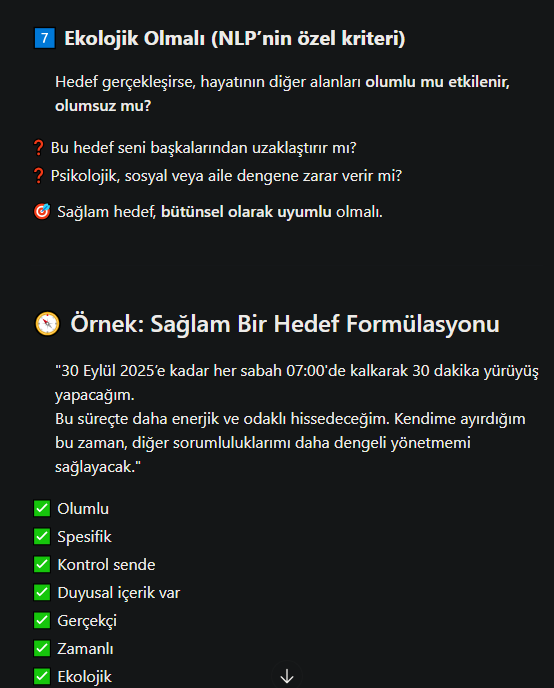 7 Ekolojik Olmalı (NLP’nin özel kriteri)
Hedef gerçekleşirse, hayatının diğer alanları olumlu mu etkilenir,
olumsuz mu?
❓ Bu hedef seni başkalarından uzaklaştırır mı?
❓ Psikolojik, sosyal veya aile dengene zarar verir mi?
🎯 Sağlam hedef, bütünsel olarak uyumlu olmalı.
🧭 Örnek: Sağlam Bir Hedef Formülasyonu
"30 Eylül 2025’e kadar her sabah 07:00'de kalkarak 30 dakika yürüyüş
yapacağım.
Bu süreçte daha enerjik ve odaklı hissedeceğim. Kendime ayırdığım
bu zaman, diğer sorumluluklarımı daha dengeli yönetmemi
sağlayacak."
✅ Olumlu
✅ Spesifik
✅ Kontrol sende
✅ Duyusal içerik var
✅ Gerçekçi
✅ Zamanlı
✅ Ekolojik